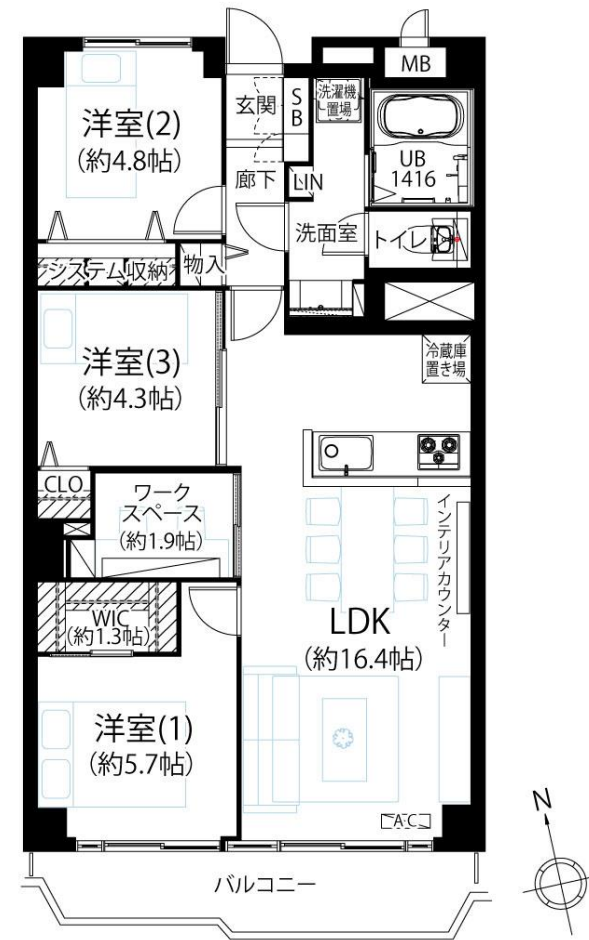 MB
洋室(2)
(約4.8帖)
玄関
SB
洗濯機
置場
UB
1416
廊下
LIN
洗面室
トイレ
システム収納
物入
洋室(3)
(約4.3帖)
冷蔵庫
置き場
CLO
ワーク
スペース
(約1.9帖)
インテリアカウンター
WIC
(約1.3帖)
LDK
(約16.4帖)
洋室(1)
(約5.7帖)
A・C
バルコニー
N